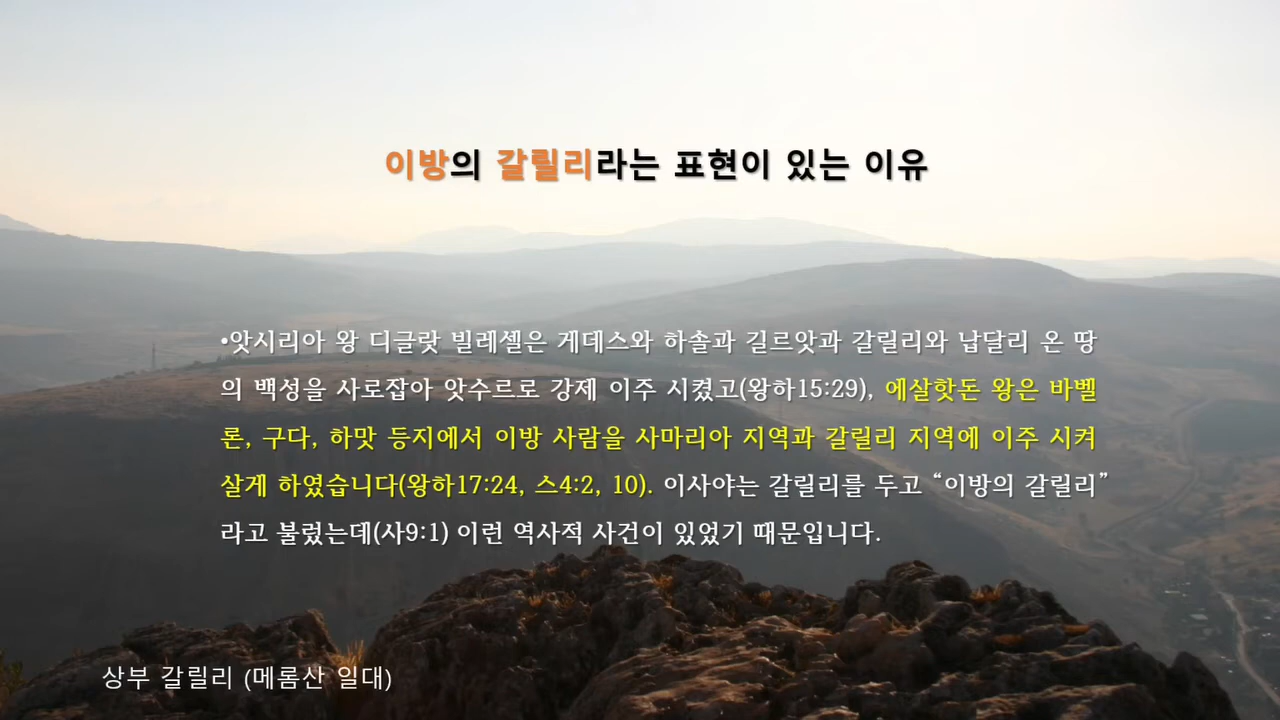 이방의 갈릴리라는 표현이 있는 이유
•앗시리아 왕 디글랏 빌레셀은 게데스와 하솔과 길르앗과 갈릴리와 납달리 온 땅
의 백성을 사로잡아 앗수르로 강제 이주 시켰고(왕하15:29), 에살핫돈 왕은 바벨
론, 구다, 하맛 등지에서 이방 사람을 사마리아 지역과 갈릴리 지역에 이주 시켜
살게 하였습니다(왕하17:24, 스4:2, 10). 이사야는 갈릴리를 두고 “이방의 갈릴리”
라고 불렀는데(사9:1) 이런 역사적 사건이 있었기 때문입니다.
상부 갈릴리 (메롬산 일대)